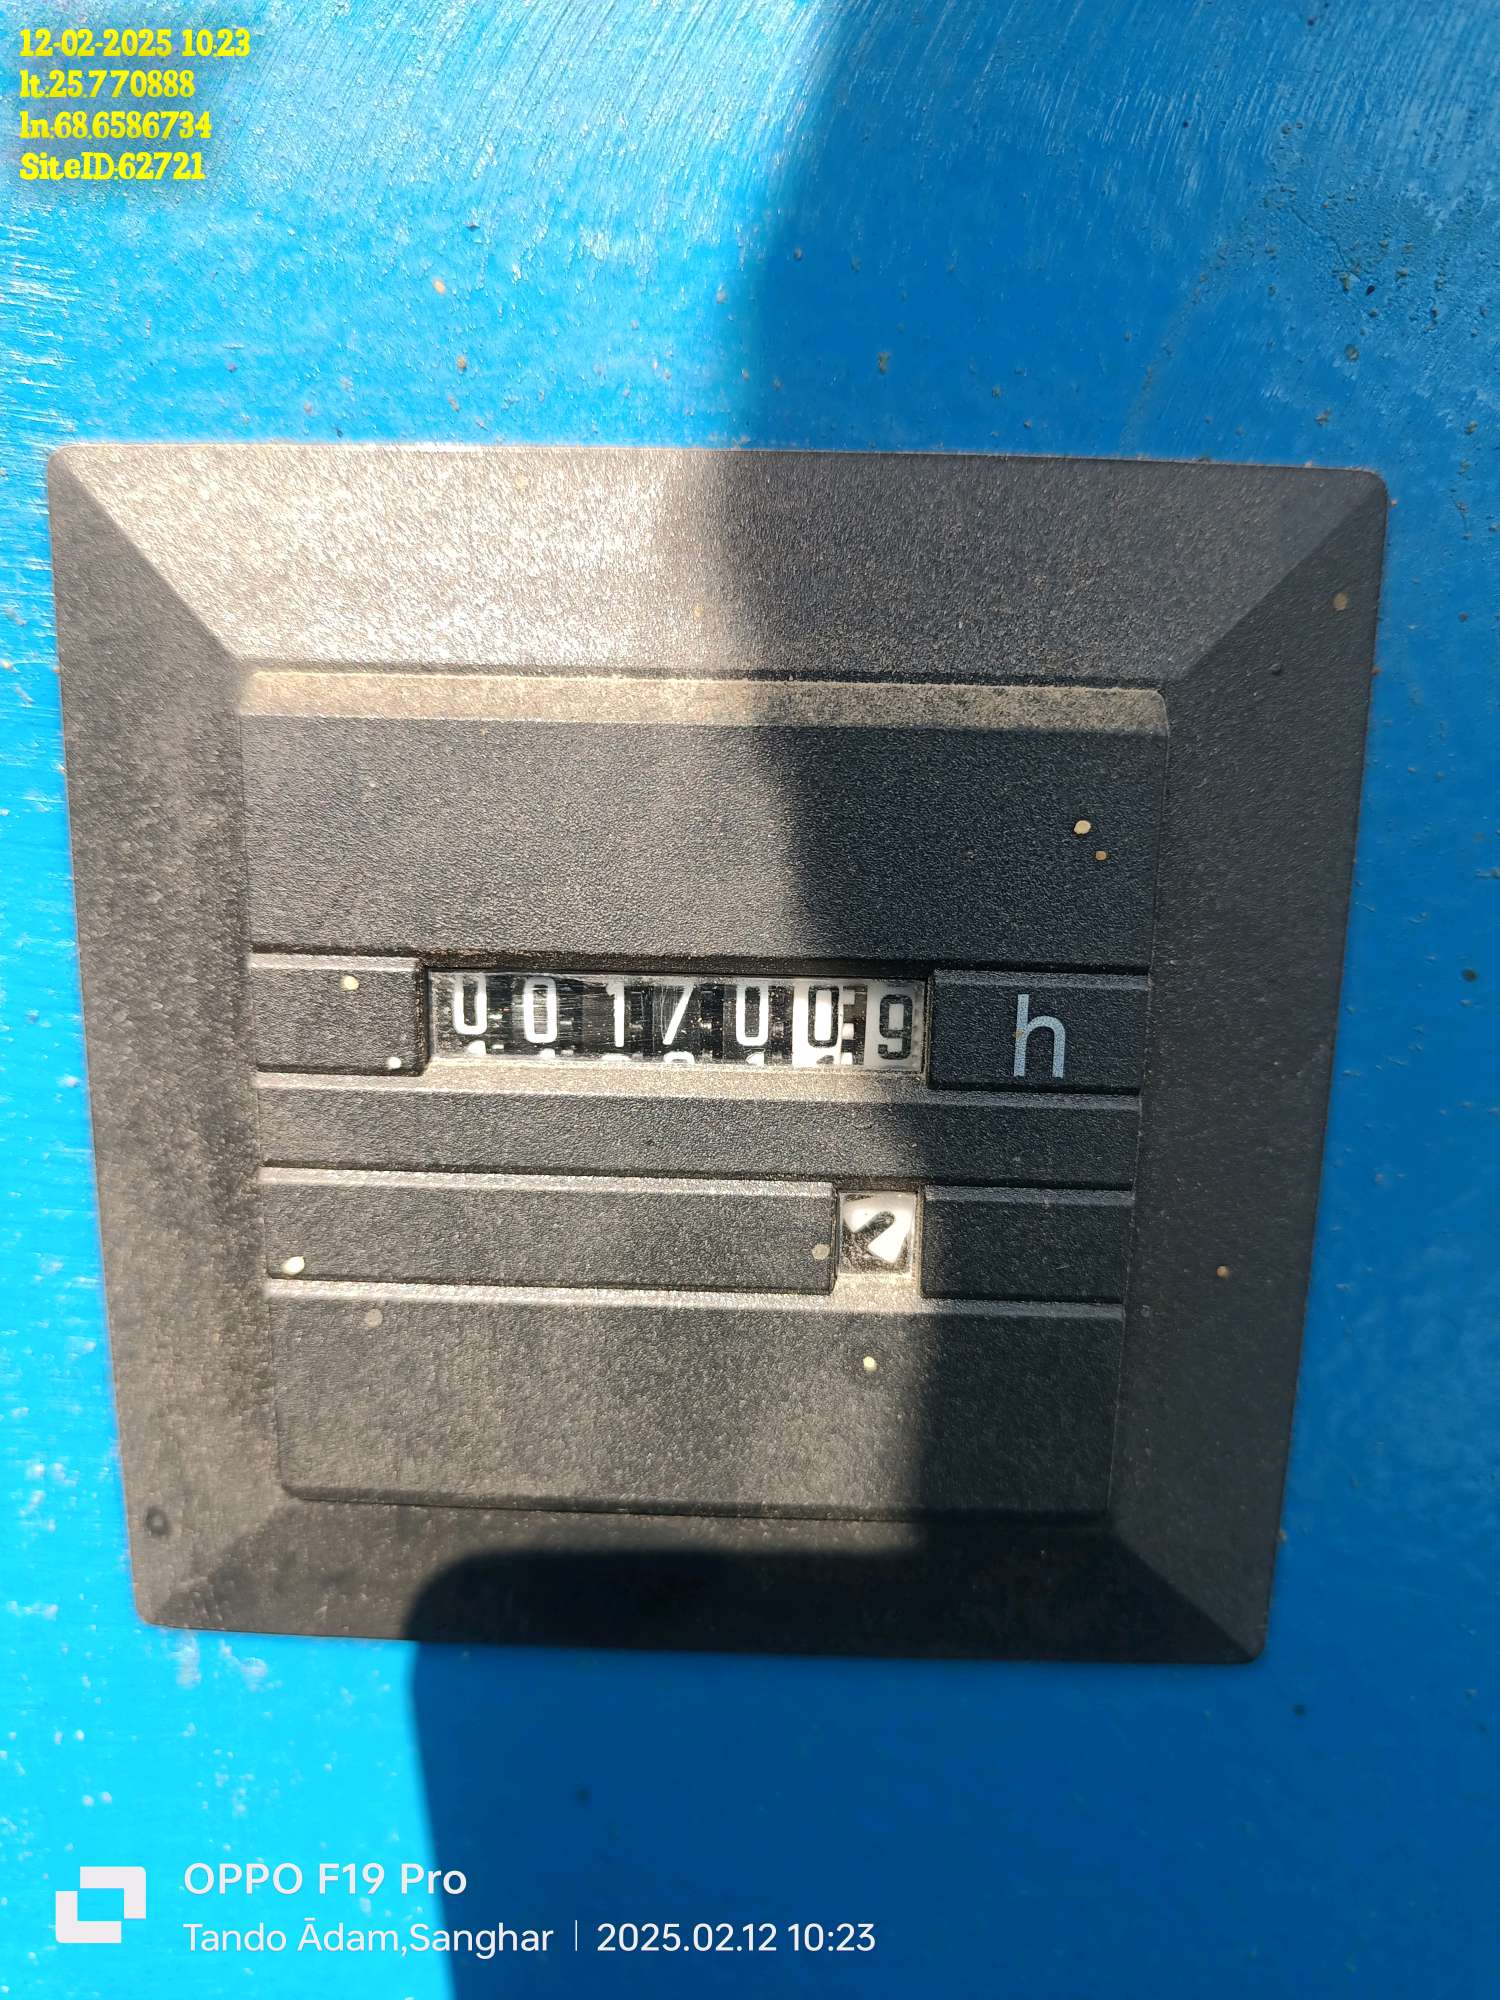 12-02-2025 10:23
lt:25.770888
ln:68.6586734
SiteID:62721
0017009 h
OPPO F19 Pro
Tando Ādam,Sanghar | 2025.02.12 10:23